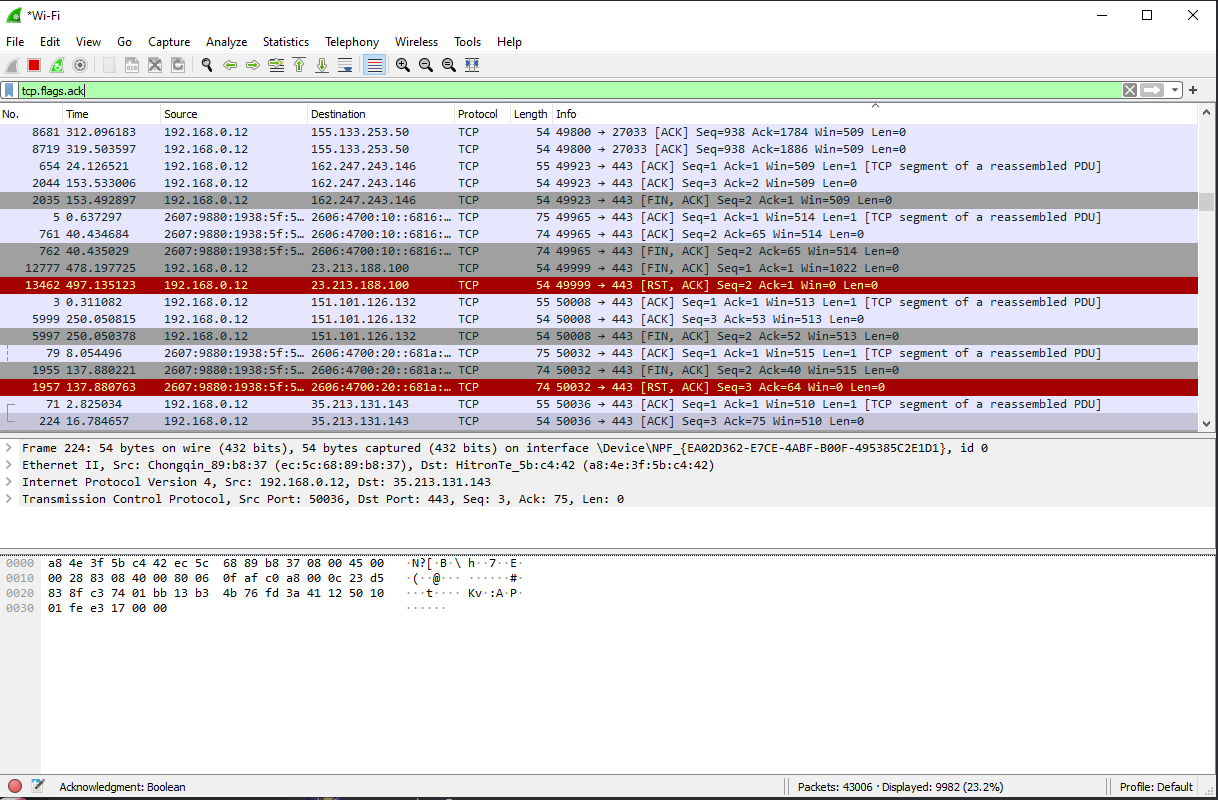 *Wi-Fi
File Edit View Go Capture Analyze Statistics Telephony Wireless Tools Help
tcp.flags.ack
No. Time Source Destination Protocol Length Info
8681 312.096183 192.168.0.12 155.133.253.50 TCP 54 49800 → 27033 [ACK] Seq=938 Ack=1784 Win=509 Len=0
8719 319.503597 192.168.0.12 155.133.253.50 TCP 54 49800 → 27033 [ACK] Seq=938 Ack=1886 Win=509 Len=0
654 24.126521 192.168.0.12 162.247.243.146 TCP 55 49923 → 443 [ACK] Seq=1 Ack=1 Win=509 Len=1 [TCP segment of a reassembled PDU]
2044 153.533006 192.168.0.12 162.247.243.146 TCP 54 49923 → 443 [ACK] Seq=3 Ack=2 Win=509 Len=0
2035 153.492897 192.168.0.12 162.247.243.146 TCP 54 49923 → 443 [FIN, ACK] Seq=2 Ack=1 Win=509 Len=0
5 0.637297 2607:9880:1938:5f:5… 2606:4700:10::6816:… TCP 75 49965 → 443 [ACK] Seq=1 Ack=1 Win=514 Len=1 [TCP segment of a reassembled PDU]
761 40.434684 2607:9880:1938:5f:5… 2606:4700:10::6816:… TCP 74 49965 → 443 [ACK] Seq=2 Ack=65 Win=514 Len=0
762 40.435029 2607:9880:1938:5f:5… 2606:4700:10::6816:… TCP 74 49965 → 443 [FIN, ACK] Seq=2 Ack=65 Win=514 Len=0
12777 478.197725 192.168.0.12 23.213.188.100 TCP 54 49999 → 443 [FIN, ACK] Seq=1 Ack=1 Win=1022 Len=0
13462 497.135123 192.168.0.12 23.213.188.100 TCP 54 49999 → 443 [RST, ACK] Seq=2 Ack=1 Win=0 Len=0
3 0.311082 192.168.0.12 151.101.126.132 TCP 55 50008 → 443 [ACK] Seq=1 Ack=1 Win=513 Len=1 [TCP segment of a reassembled PDU]
5999 250.050815 192.168.0.12 151.101.126.132 TCP 54 50008 → 443 [ACK] Seq=3 Ack=53 Win=513 Len=0
5997 250.050378 192.168.0.12 151.101.126.132 TCP 54 50008 → 443 [FIN, ACK] Seq=2 Ack=52 Win=513 Len=0
79 8.054496 2607:9880:1938:5f:5… 2606:4700:20::681a:… TCP 75 50032 → 443 [ACK] Seq=1 Ack=1 Win=515 Len=1 [TCP segment of a reassembled PDU]
1955 137.880221 2607:9880:1938:5f:5… 2606:4700:20::681a:… TCP 74 50032 → 443 [FIN, ACK] Seq=2 Ack=40 Win=515 Len=0
1957 137.880763 2607:9880:1938:5f:5… 2606:4700:20::681a:… TCP 74 50032 → 443 [RST, ACK] Seq=3 Ack=64 Win=0 Len=0
71 2.825034 192.168.0.12 35.213.131.143 TCP 55 50036 → 443 [ACK] Seq=1 Ack=1 Win=510 Len=1 [TCP segment of a reassembled PDU]
224 16.784657 192.168.0.12 35.213.131.143 TCP 54 50036 → 443 [ACK] Seq=3 Ack=75 Win=510 Len=0
Frame 224: 54 bytes on wire (432 bits), 54 bytes captured (432 bits) on interface \Device\NPF_{EA02D362-E7CE-4ABF-B00F-495385C2E1D1}, id 0
Ethernet II, Src: Chongqin_89:b8:37 (ec:5c:68:89:b8:37), Dst: HitronTe_5b:c4:42 (a8:4e:3f:5b:c4:42)
Internet Protocol Version 4, Src: 192.168.0.12, Dst: 35.213.131.143
Transmission Control Protocol, Src Port: 50036, Dst Port: 443, Seq: 3, Ack: 75, Len: 0
0000 a8 4e 3f 5b c4 42 ec 5c 68 89 b8 37 08 00 45 00 ·N?[·B·\ h··7··E·
0010 00 28 83 08 40 00 80 06 0f af c0 a8 00 0c 23 d5 ·(··@··· ······#·
0020 83 8f c3 74 01 bb 13 b3 4b 76 fd 3a 41 12 50 10 ···t···· Kv·:A·P·
0030 01 fe e3 17 00 00 ······
Acknowledgment: Boolean Packets: 43006 · Displayed: 9982 (23.2%) Profile: Default